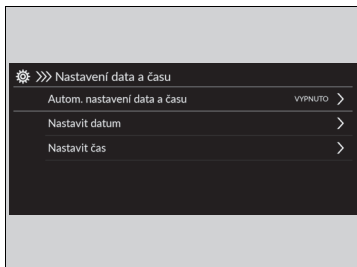 Nastavení data a času
Autom. nastavení data a času VYPNUTO
Nastavit datum
Nastavit čas